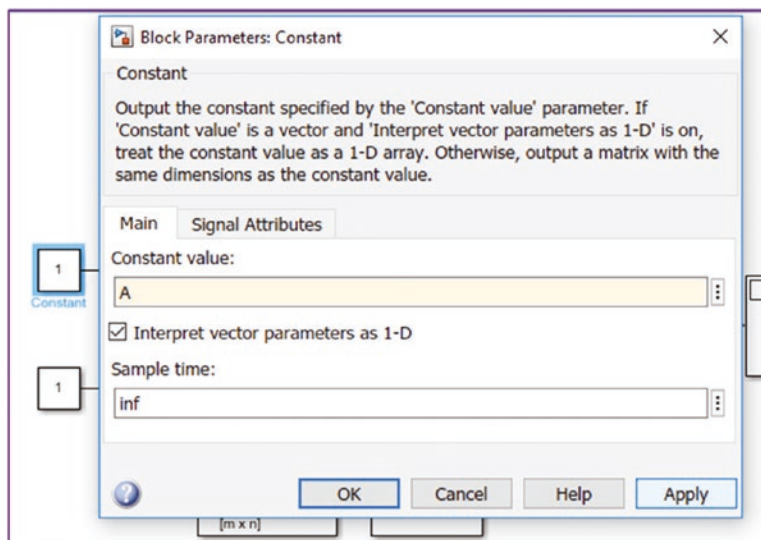 Block Parameters: Constant
Constant
Output the constant specified by the 'Constant value' parameter. If
'Constant value' is a vector and 'Interpret vector parameters as 1-D' is on,
treat the constant value as a 1-D array. Otherwise, output a matrix with the
same dimensions as the constant value.
Main Signal Attributes
Constant value:
1
A
Constant
Interpret vector parameters as 1-D
Sample time:
1
inf
OK Cancel Help Apply
[m x n]